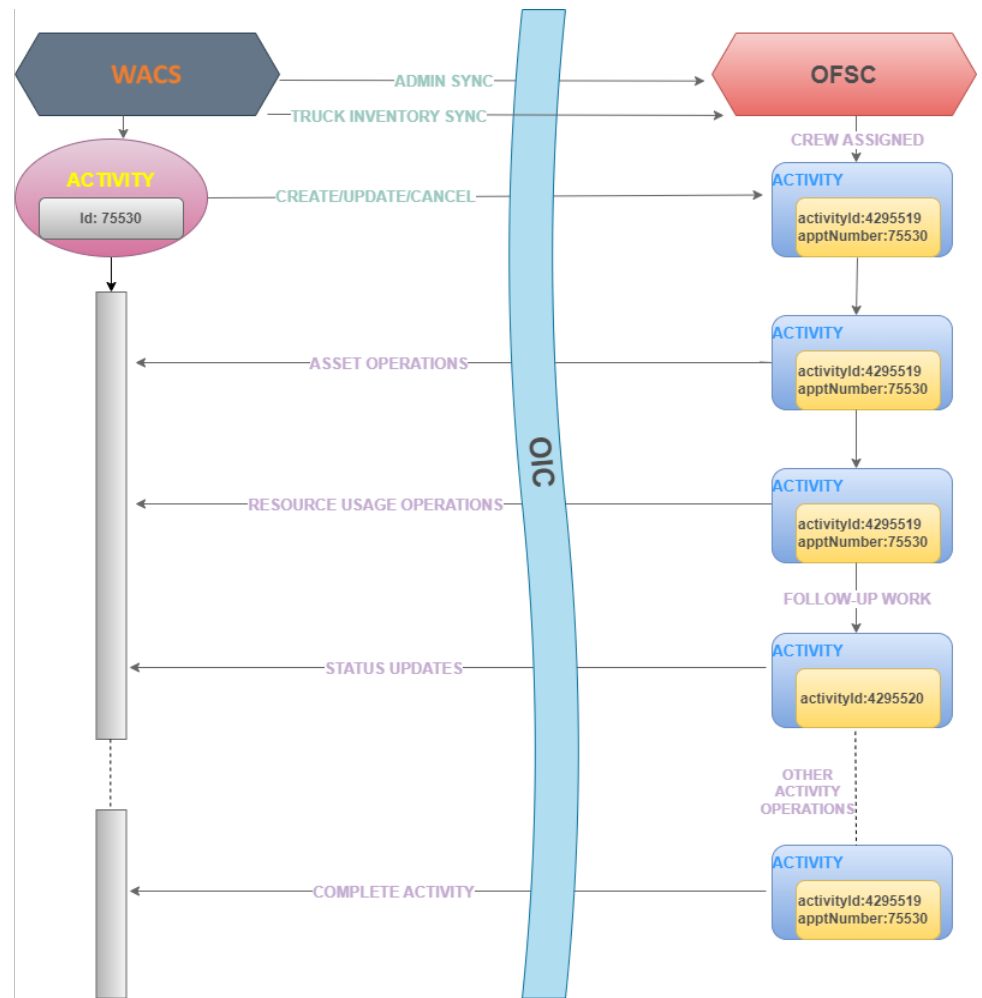 WACS
OFSC
ADMIN SYNC
TRUCK INVENTORY SYNC
CREW ASSIGNED
ACTIVITY
Id: 75530
CREATE/UPDATE/CANCEL
ACTIVITY
activityId:4295519
apptNumber:75530
ACTIVITY
activityId:4295519
apptNumber:75530
ASSET OPERATIONS
OIC
ACTIVITY
activityId:4295519
apptNumber:75530
RESOURCE USAGE OPERATIONS
FOLLOW-UP WORK
ACTIVITY
activityId:4295520
STATUS UPDATES
OTHER
ACTIVITY
OPERATIONS
ACTIVITY
activityId:4295519
apptNumber:75530
COMPLETE ACTIVITY